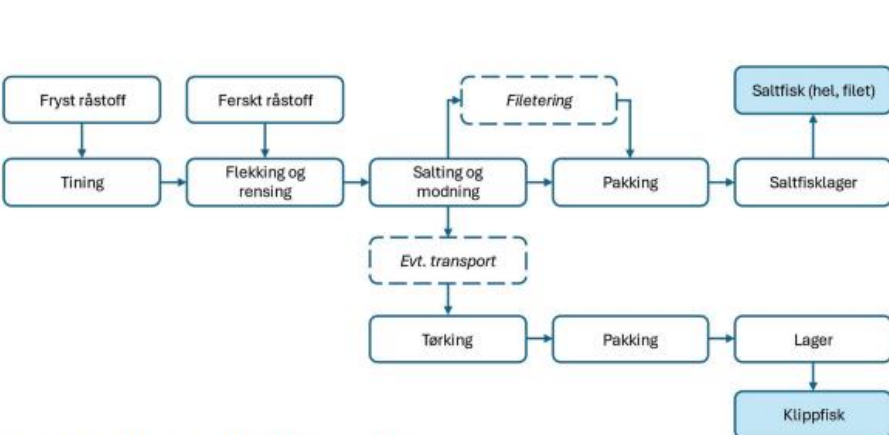 Saltfisk (hel, filet)
Fryst råstoff
Ferskt råstoff
Filetering
Tining
Flekking og
rensing
Salting og
modning
Pakking
Saltfisklager
Evt. transport
Tørking
Pakking
Lager
Klippfisk